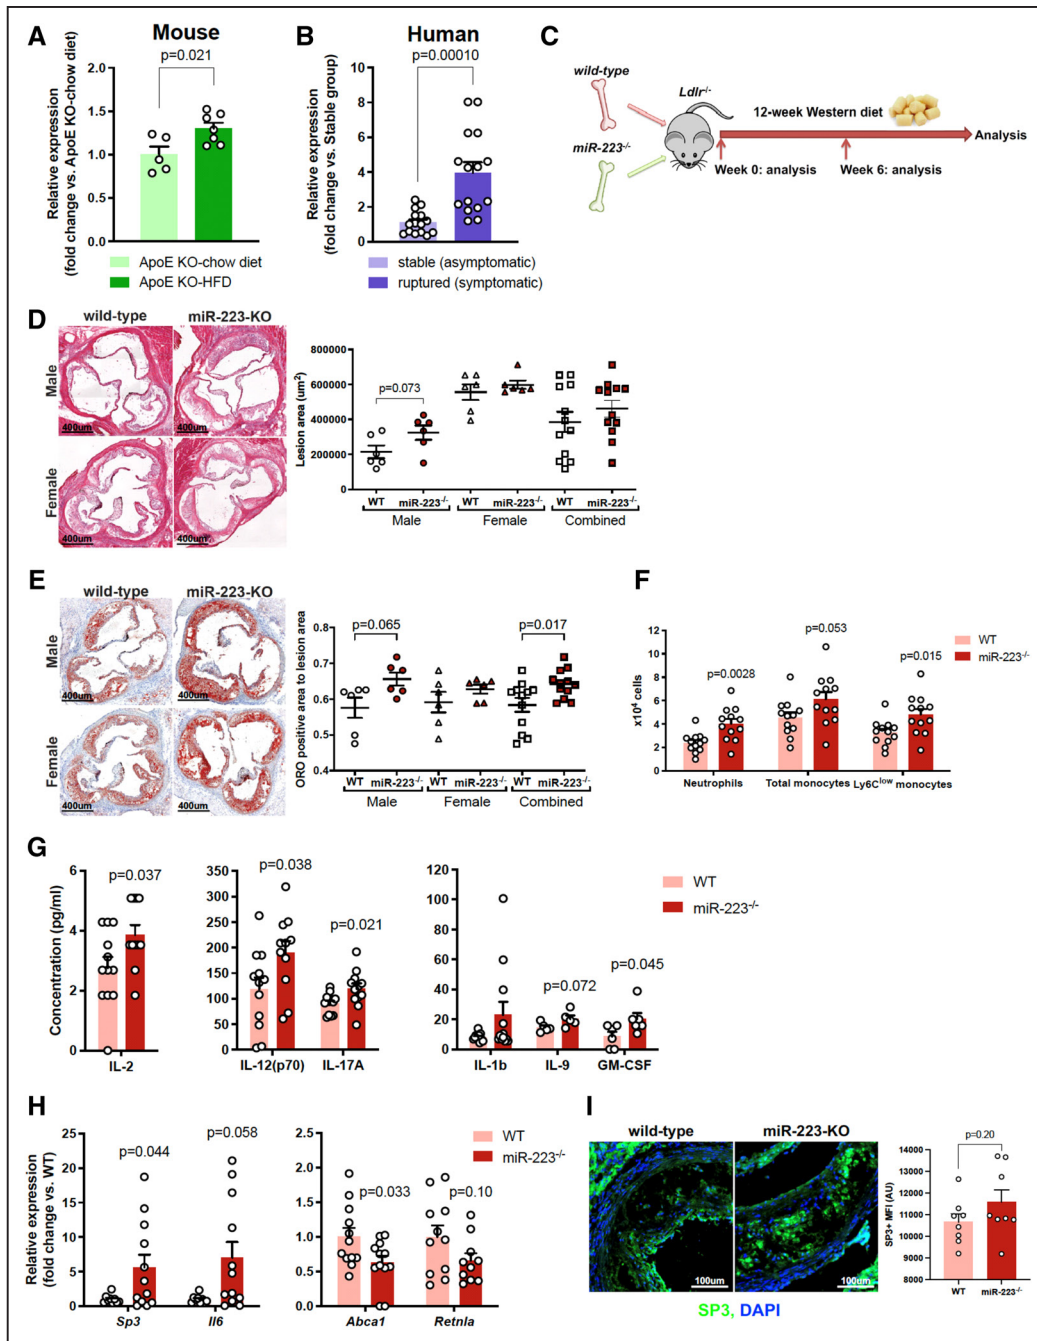 A
Mouse
p=0.021
Relative expression
(fold change vs. ApoE KO-chow diet)
2.0
1.5
1.0
0.5
0.0
ApoE KO-chow diet
ApoE KO-HFD
B
Human
p=0.00010
Relative expression
(fold change vs. Stable group)
10
8
6
4
2
0
stable (asymptomatic)
ruptured (symptomatic)
C
wild-type
Ldlr-/-
miR-223-/-
12-week Western diet
Analysis
Week 0: analysis
Week 6: analysis
D
wild-type
miR-223-KO
Male
Female
400um
400um
400um
400um
Lesion area (um²)
800000
600000
400000
200000
0
p=0.073
WT
miR-223-/-
WT
miR-223-/-
WT
miR-223-/-
Male
Female
Combined
E
wild-type
miR-223-KO
Male
Female
400um
400um
400um
400um
ORO positive area to lesion area
0.8
0.7
0.6
0.5
0.4
p=0.065
p=0.017
WT
miR-223-/-
WT
miR-223-/-
WT
miR-223-/-
Male
Female
Combined
F
x10⁴ cells
12
10
8
6
4
2
0
p=0.0028
p=0.053
p=0.015
WT
miR-223-/-
Neutrophils
Total monocytes
Ly6Clow monocytes
G
Concentration (pg/ml)
6
4
2
0
p=0.037
IL-2
350
300
250
200
150
100
50
0
p=0.038
p=0.021
IL-12(p70)
IL-17A
120
100
80
60
40
20
0
p=0.072
p=0.045
IL-1b
IL-9
GM-CSF
WT
miR-223-/-
H
Relative expression
(fold change vs. WT)
25
20
15
10
5
0
p=0.044
p=0.058
Sp3
Il6
2.5
2.0
1.5
1.0
0.5
0.0
p=0.033
p=0.10
Abca1
Retnla
WT
miR-223-/-
I
wild-type
miR-223-KO
100um
100um
SP3, DAPI
SP3+ MFI (AU)
14000
13000
12000
11000
10000
9000
8000
p=0.20
WT
miR-223-/-